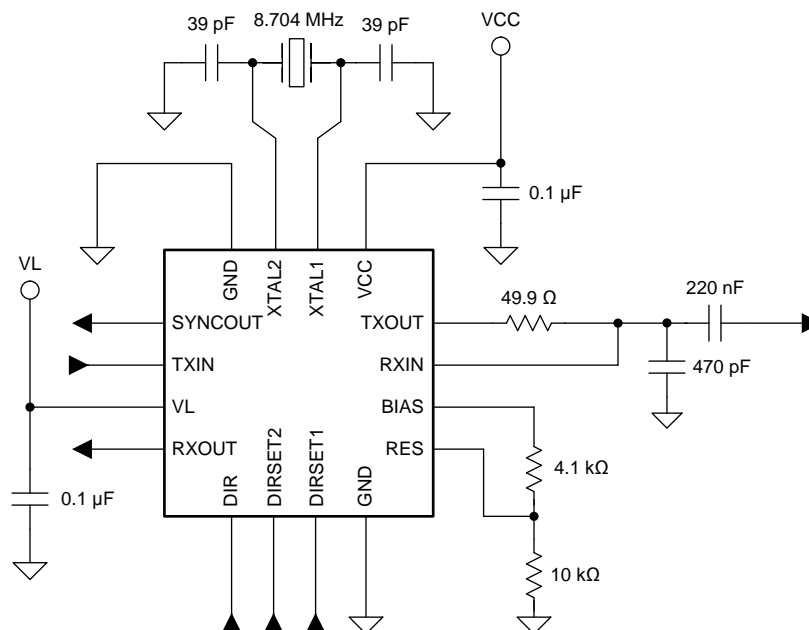 39 pF
8.704 MHz
39 pF
VCC
0.1 µF
VL
GND
XTAL2
XTAL1
VCC
49.9 Ω
220 nF
SYNCOUT
TXOUT
TXIN
RXIN
470 pF
VL
BIAS
RXOUT
RES
4.1 kΩ
0.1 µF
DIR
DIRSET2
DIRSET1
GND
10 kΩ